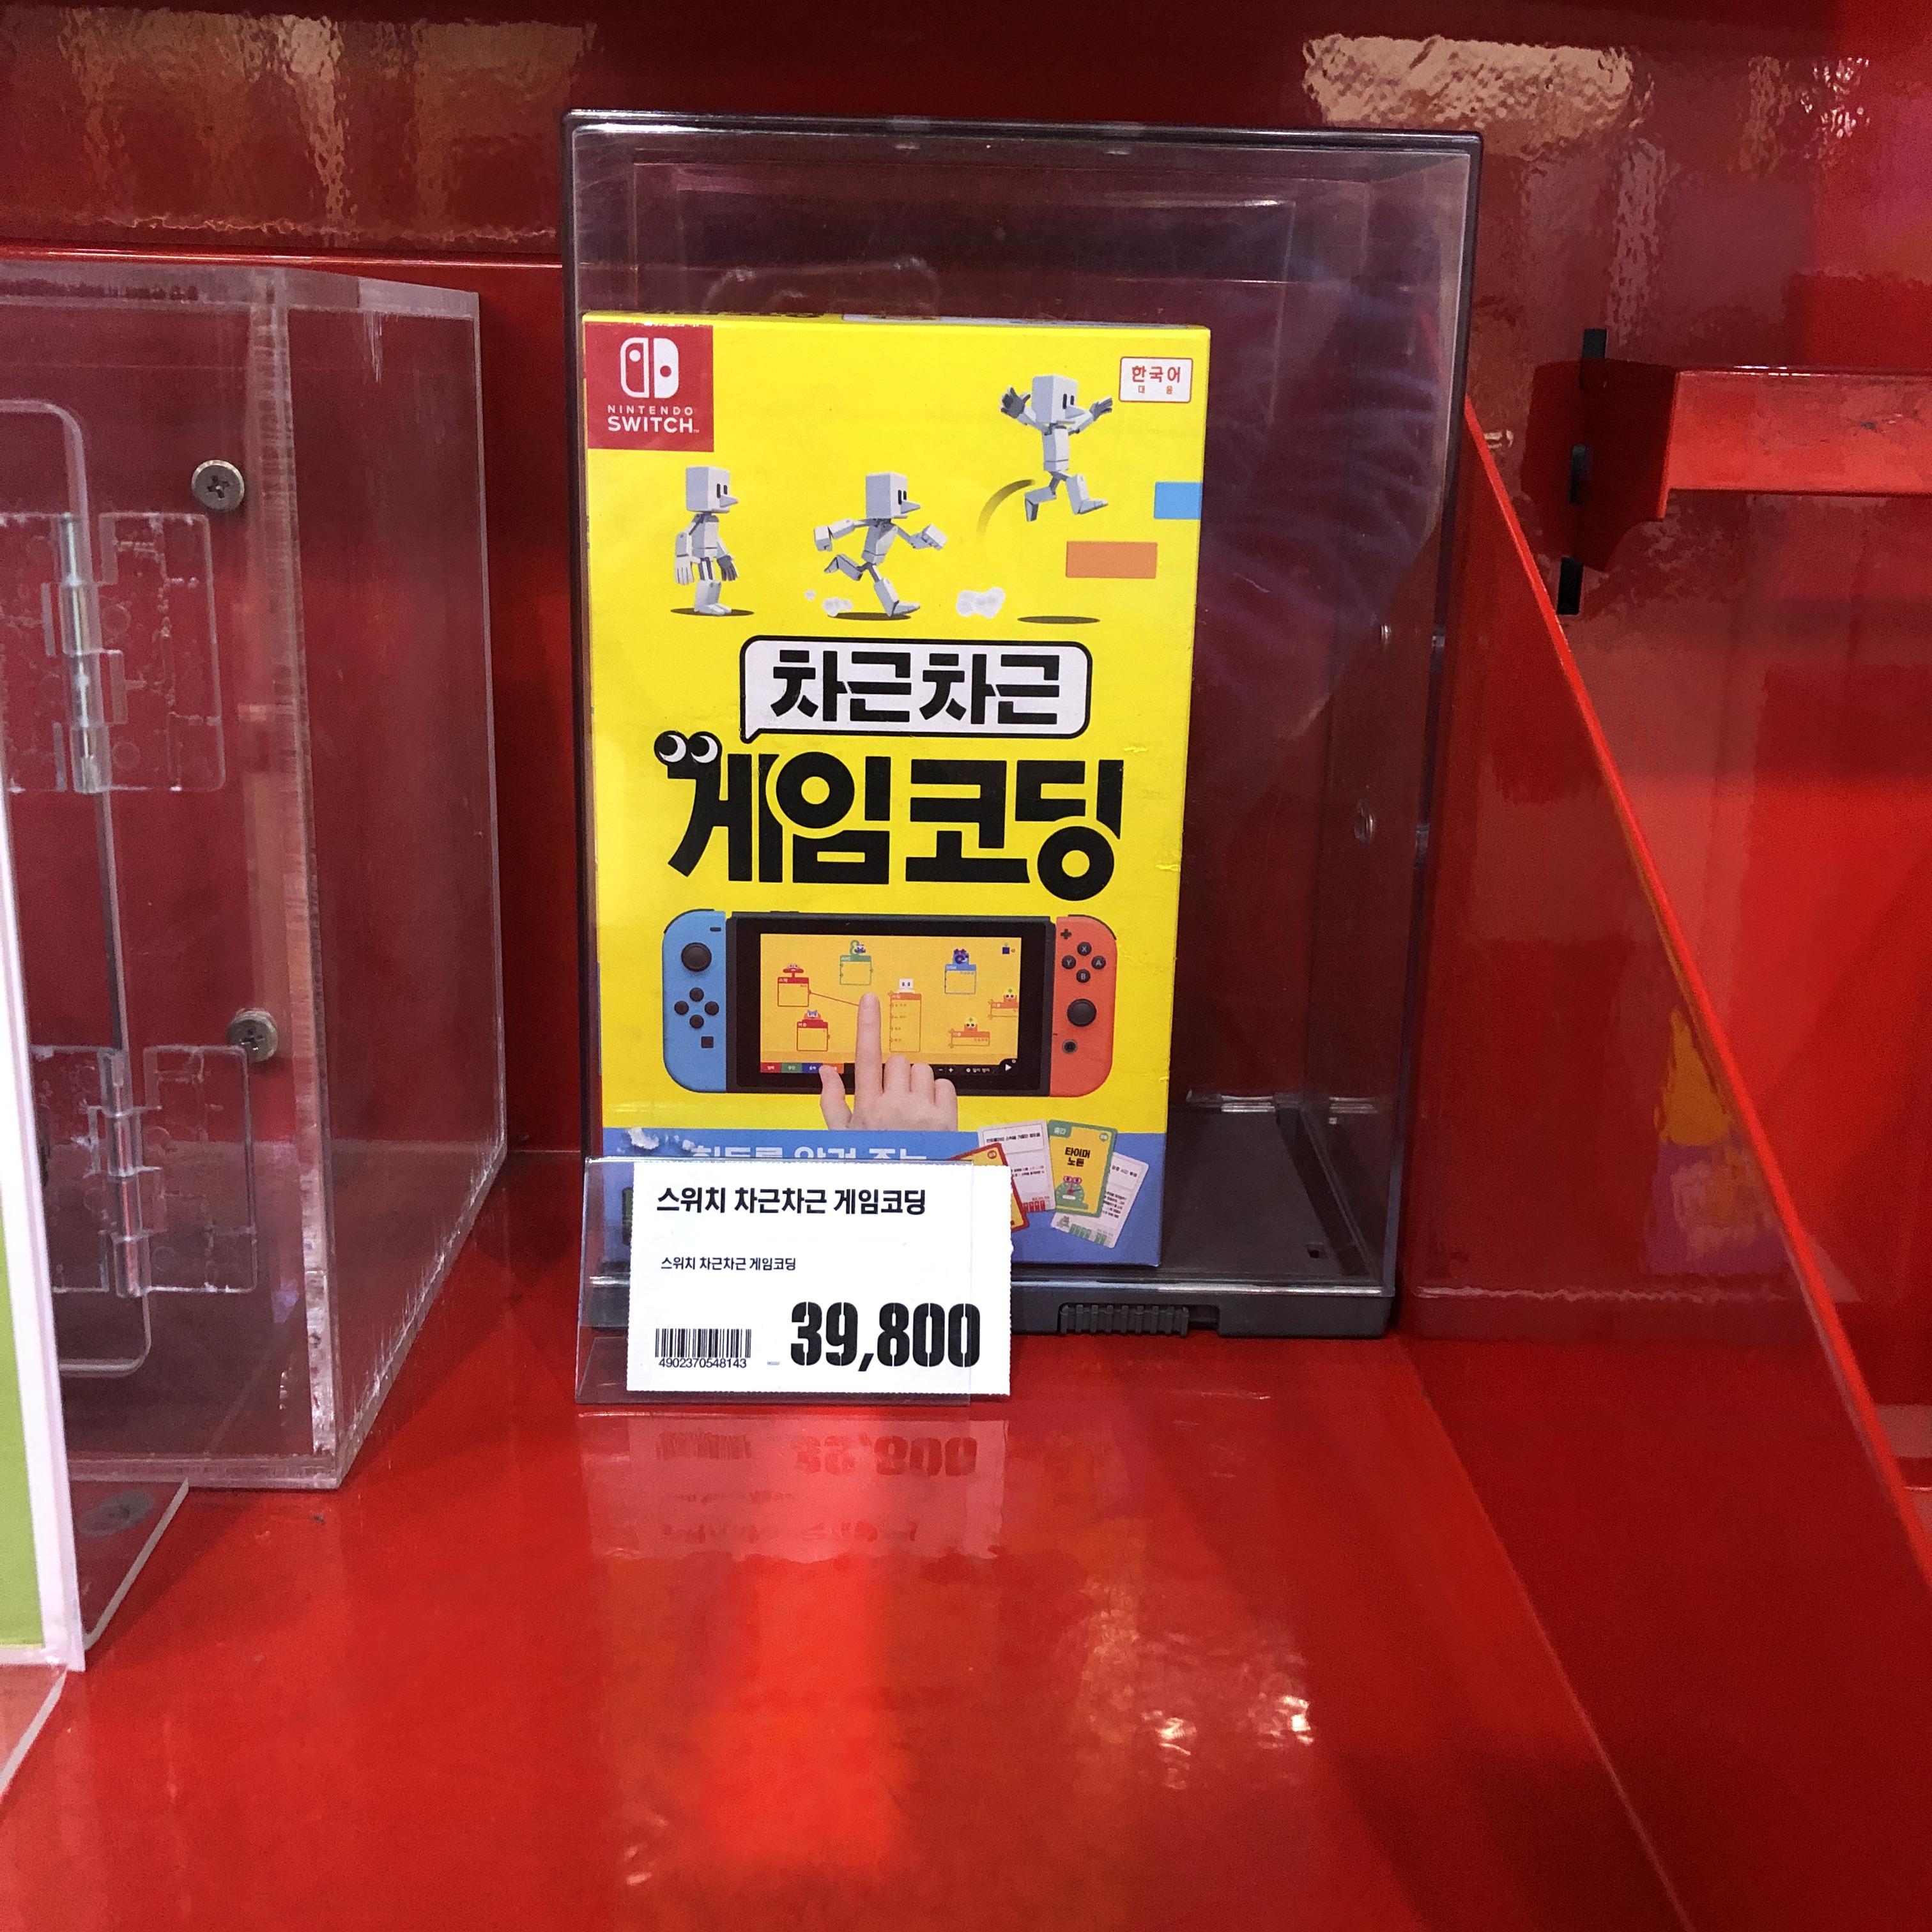 NINTENDO
SWITCH
한국어
대응
차근차근
게임 코딩
X
Y
A
B
타이머
노든
스위치 차근차근 게임코딩
스위치 차근차근 게임코딩
4902370548143
39,800